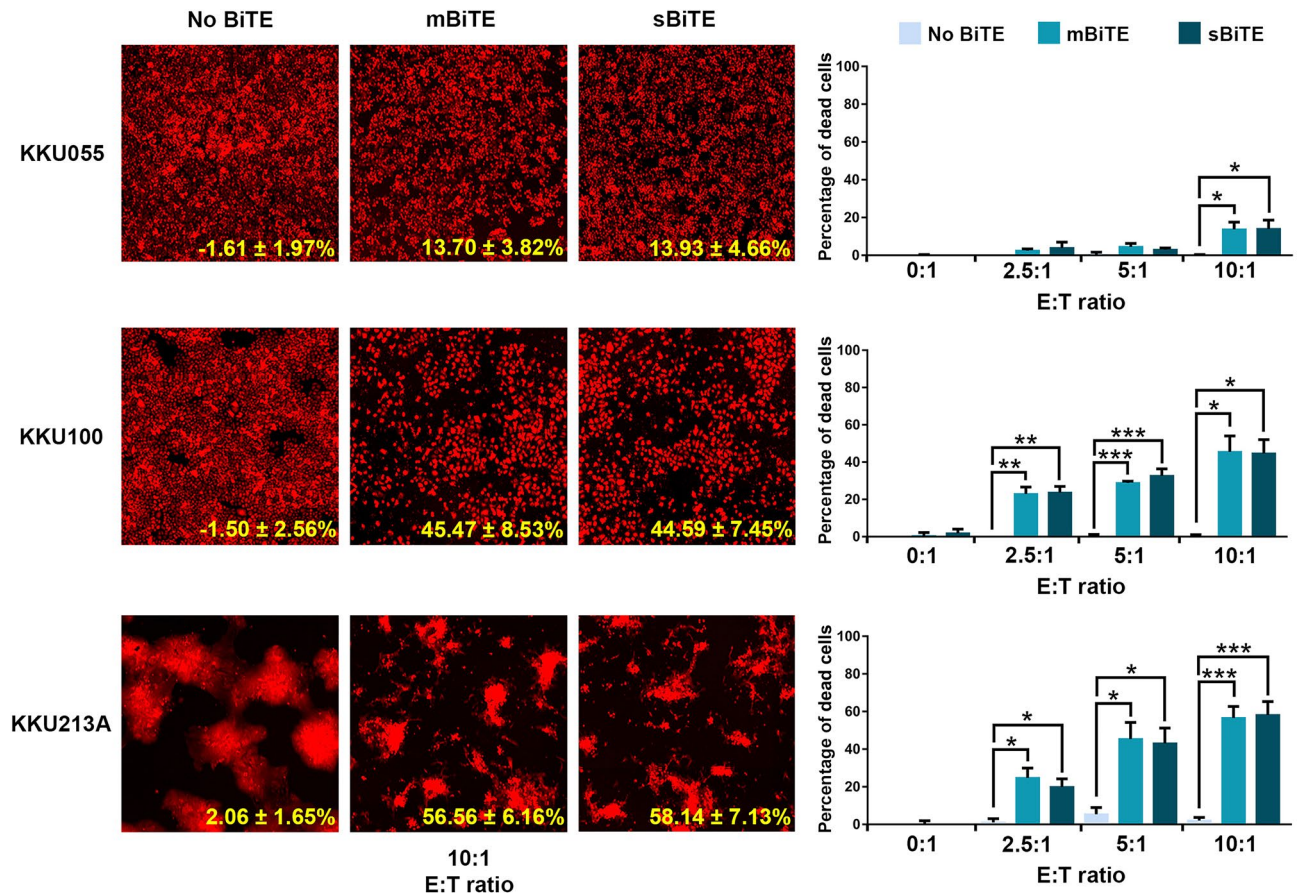 No BiTE mBiTE sBiTE
No BiTE mBiTE sBiTE
KKU055
-1.61 ± 1.97%
13.70 ± 3.82%
13.93 ± 4.66%
Percentage of dead cells
100
80
60
40
20
0
* *
0:1 2.5:1 5:1 10:1
E:T ratio
KKU100
-1.50 ± 2.56%
45.47 ± 8.53%
44.59 ± 7.45%
Percentage of dead cells
100
80
60
40
20
0
** ** *** *** * *
0:1 2.5:1 5:1 10:1
E:T ratio
KKU213A
2.06 ± 1.65%
56.56 ± 6.16%
58.14 ± 7.13%
Percentage of dead cells
100
80
60
40
20
0
* * * * *** ***
0:1 2.5:1 5:1 10:1
E:T ratio
10:1
E:T ratio